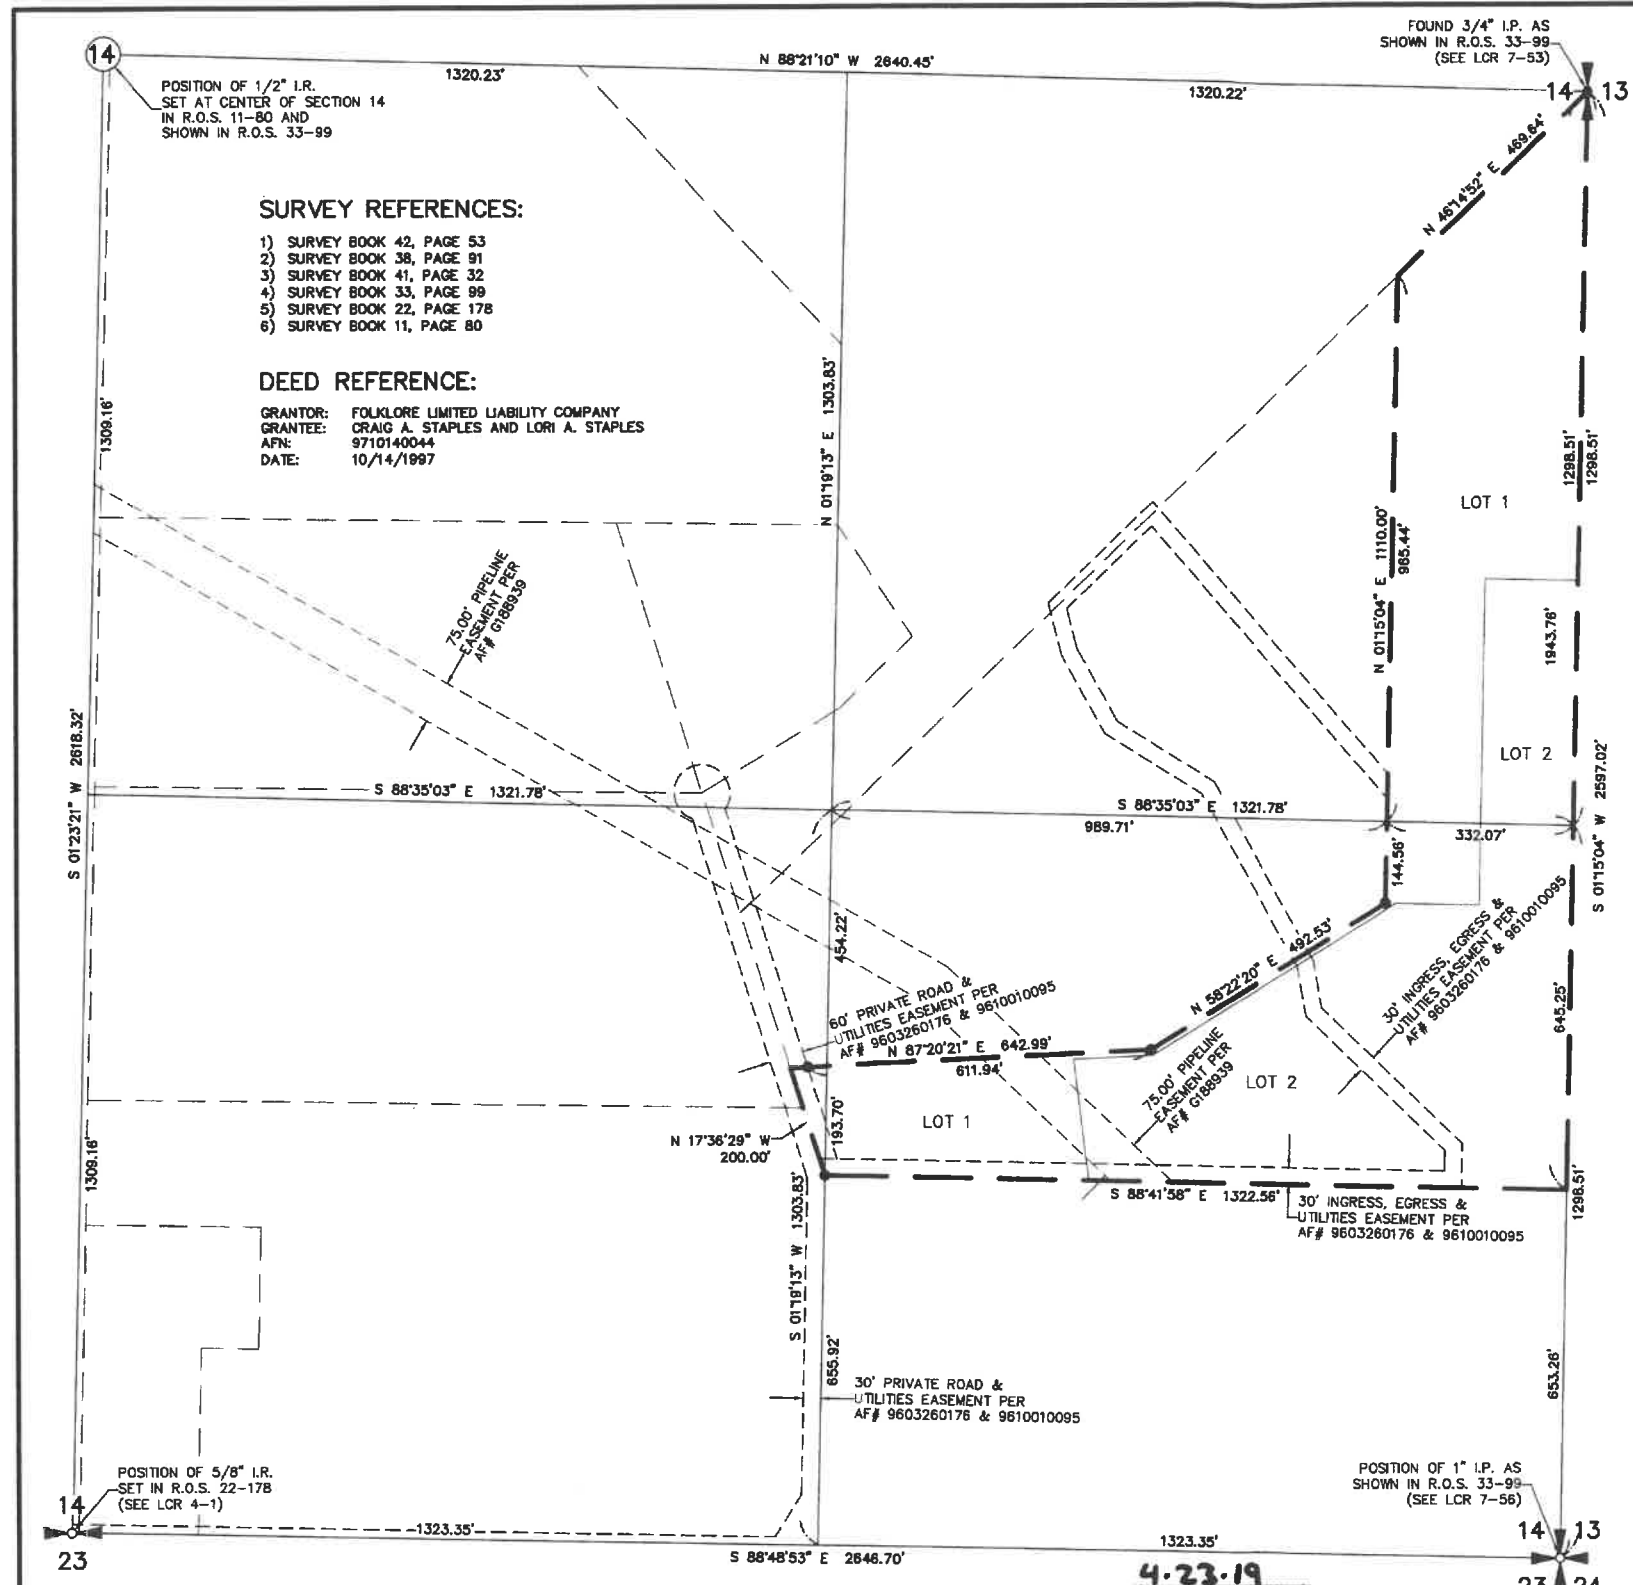 14
POSITION OF 1/2" I.R.
SET AT CENTER OF SECTION 14
IN R.O.S. 11-80 AND
SHOWN IN R.O.S. 33-99
1320.23'
N 88°21'10" W 2640.45'
1320.22'
FOUND 3/4" I.P. AS
SHOWN IN R.O.S. 33-99
(SEE LCR 7-53)
14 13
N 46°14'52" E 469.64'
SURVEY REFERENCES:
1) SURVEY BOOK 42, PAGE 53
2) SURVEY BOOK 38, PAGE 91
3) SURVEY BOOK 41, PAGE 32
4) SURVEY BOOK 33, PAGE 99
5) SURVEY BOOK 22, PAGE 178
6) SURVEY BOOK 11, PAGE 80
DEED REFERENCE:
GRANTOR: FOLKLORE LIMITED LIABILITY COMPANY
GRANTEE: CRAIG A. STAPLES AND LORI A. STAPLES
AFN: 9710140044
DATE: 10/14/1997
1309.16'
N 01°19'13" E 1303.83'
1298.51'
1298.51'
LOT 1
N 01°15'04" E 1110.00'
965.44'
75.00' PIPELINE
EASEMENT PER
AF# G188939
1943.76'
LOT 2
S 01°23'21" W 2618.32'
S 88°35'03" E 1321.78'
S 88°35'03" E 1321.78'
989.71'
332.07'
S 01°15'04" W 2597.02'
144.56'
454.22'
N 58°22'20" E 492.53'
30' INGRESS, EGRESS &
UTILITIES EASEMENT PER
AF# 9603260176 & 9610010095
60' PRIVATE ROAD &
UTILITIES EASEMENT PER
AF# 9603260176 & 9610010095
N 87°20'21" E 642.99'
611.94'
645.25'
75.00' PIPELINE
EASEMENT PER
AF# G188939
LOT 2
LOT 1
193.70'
N 17°36'29" W
200.00'
1309.16'
S 88°41'58" E 1322.56'
30' INGRESS, EGRESS &
UTILITIES EASEMENT PER
AF# 9603260176 & 9610010095
1298.51'
S 01°19'13" W 1303.83'
655.92'
30' PRIVATE ROAD &
UTILITIES EASEMENT PER
AF# 9603260176 & 9610010095
653.26'
POSITION OF 5/8" I.R.
SET IN R.O.S. 22-178
(SEE LCR 4-1)
14
23
1323.35'
S 88°48'53" E 2646.70'
1323.35'
POSITION OF 1" I.P. AS
SHOWN IN R.O.S. 33-99
(SEE LCR 7-56)
14 13
4·23·19
23 24